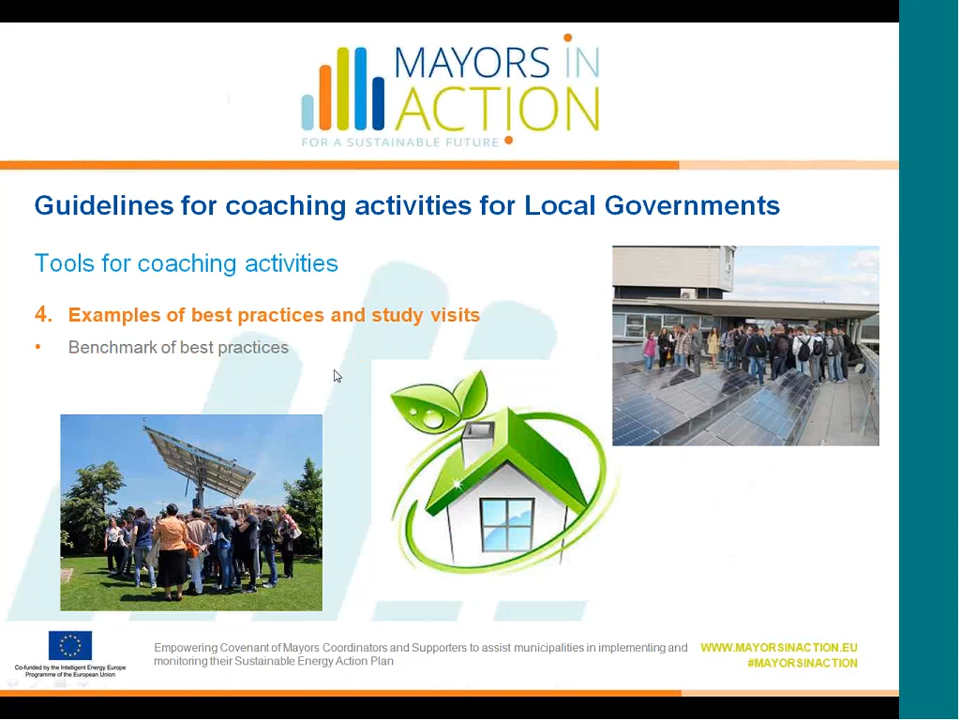 MAYORS IN
ACTION
FOR A SUSTAINABLE FUTURE
Guidelines for coaching activities for Local Governments
Tools for coaching activities
4. Examples of best practices and study visits
• Benchmark of best practices
Co-funded by the Intelligent Energy Europe
Programme of the European Union
Empowering Covenant of Mayors Coordinators and Supporters to assist municipalities in implementing and
monitoring their Sustainable Energy Action Plan
WWW.MAYORSINACTION.EU
#MAYORSINACTION